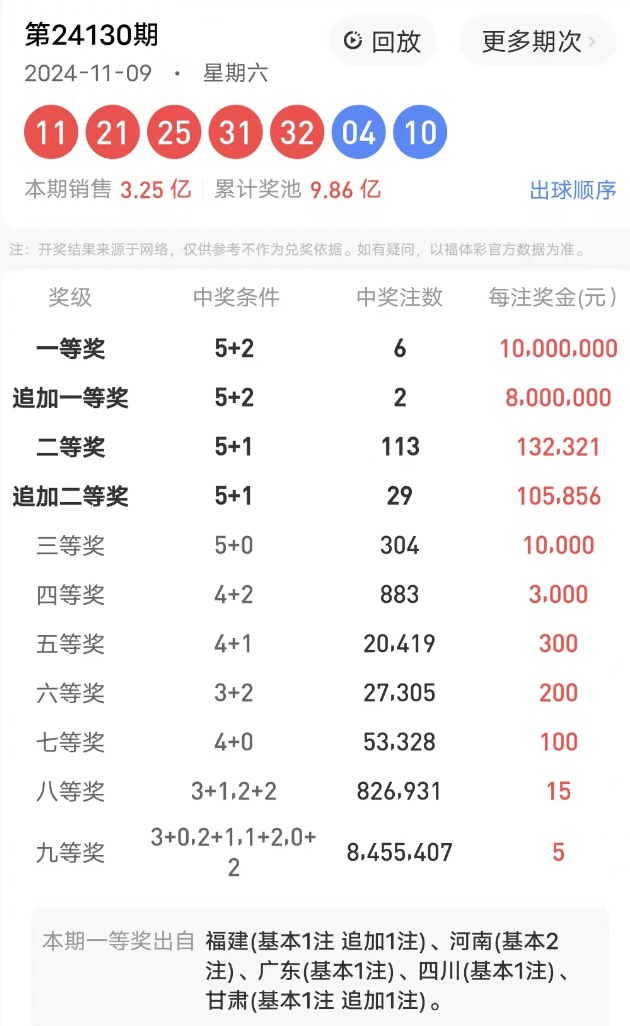 第24130期
回放
更多期次
2024-11-09 · 星期六
11 21 25 31 32 04 10
本期销售 3.25 亿 累计奖池 9.86 亿 出球顺序
注：开奖结果来源于网络，仅供参考不作为兑奖依据。如有疑问，以福体彩官方数据为准。
奖级 中奖条件 中奖注数 每注奖金(元)
一等奖 5+2 6 10,000,000
追加一等奖 5+2 2 8,000,000
二等奖 5+1 113 132,321
追加二等奖 5+1 29 105,856
三等奖 5+0 304 10,000
四等奖 4+2 883 3,000
五等奖 4+1 20,419 300
六等奖 3+2 27,305 200
七等奖 4+0 53,328 100
八等奖 3+1,2+2 826,931 15
九等奖 3+0,2+1,1+2,0+
2 8,455,407 5
本期一等奖出自 福建(基本1注 追加1注)、河南(基本2
注)、广东(基本1注)、四川(基本1注)、
甘肃(基本1注 追加1注)。